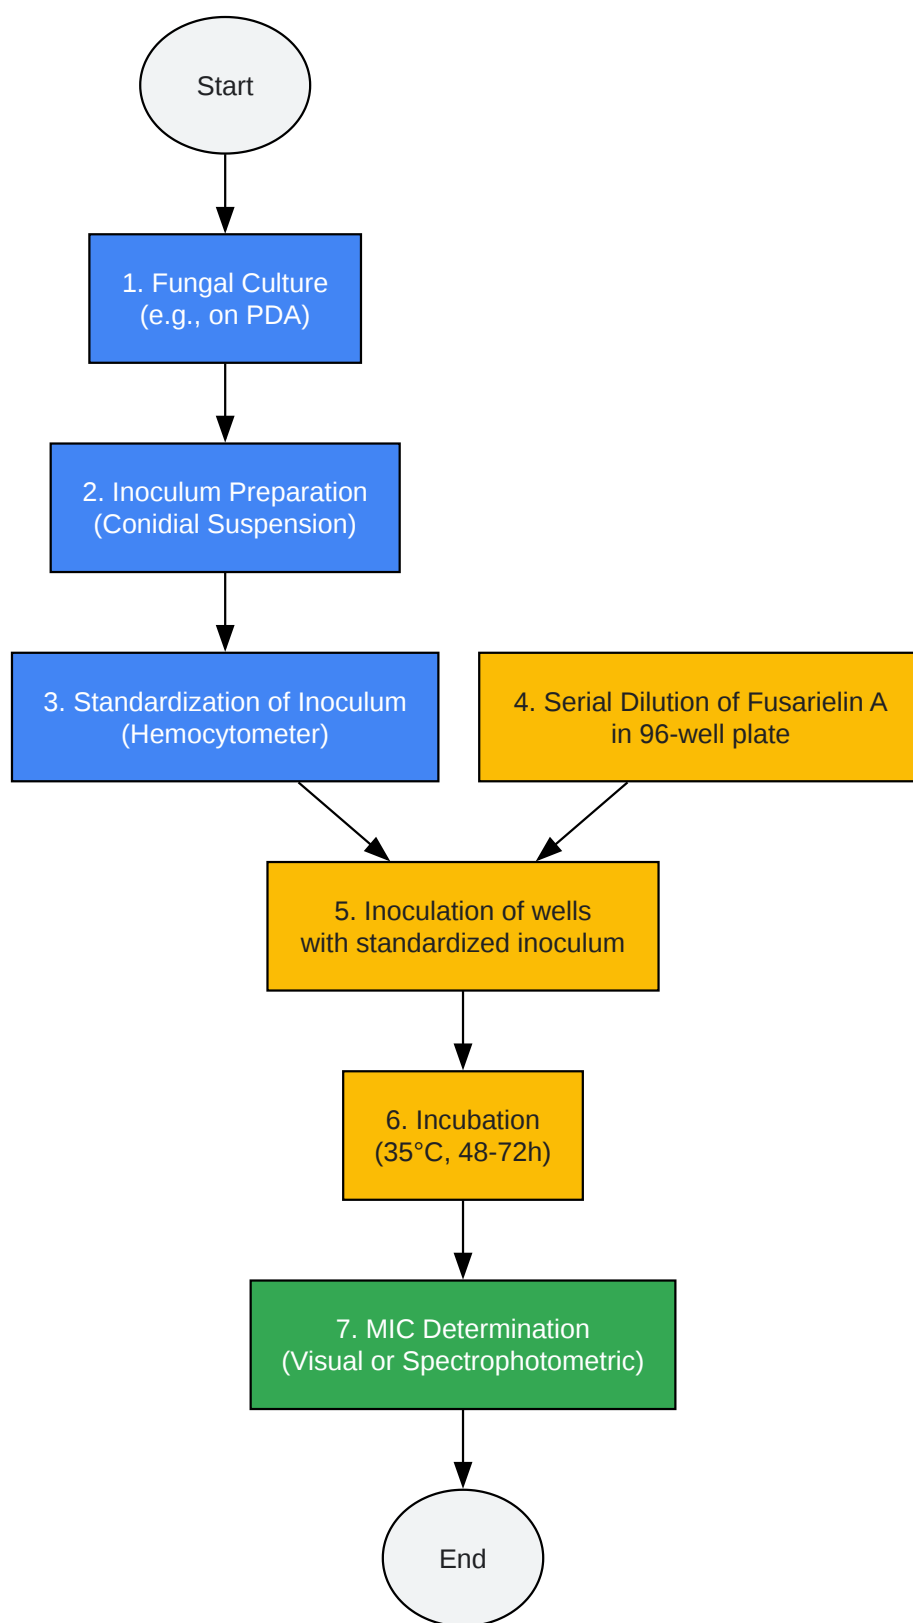 Start
1. Fungal Culture
(e.g., on PDA)
2. Inoculum Preparation
(Conidial Suspension)
3. Standardization of Inoculum
(Hemocytometer)
4. Serial Dilution of Fusarielin A
in 96-well plate
5. Inoculation of wells
with standardized inoculum
6. Incubation
(35°C, 48-72h)
7. MIC Determination
(Visual or Spectrophotometric)
End